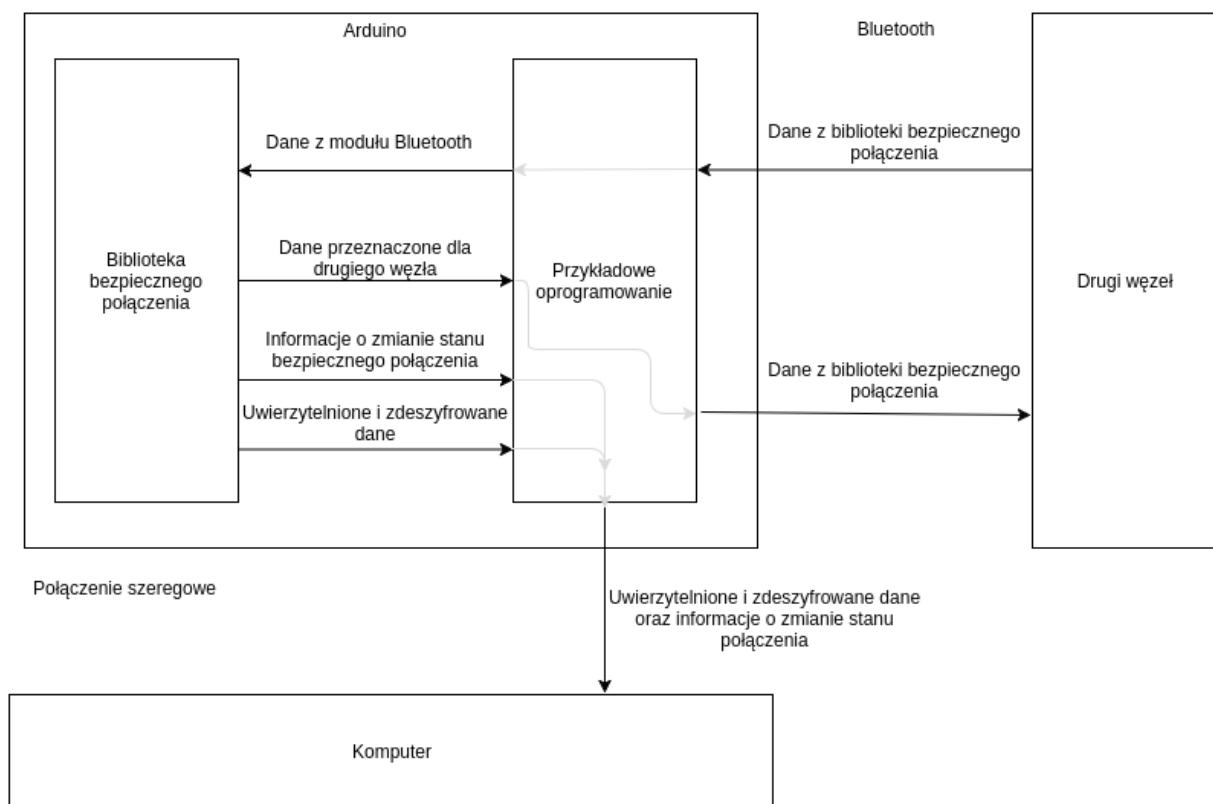 Arduino
Bluetooth
Dane z modułu Bluetooth
Dane z biblioteki bezpiecznego
połączenia
Biblioteka
bezpiecznego
połączenia
Dane przeznaczone dla
drugiego węzła
Przykładowe
oprogramowanie
Drugi węzeł
Informacje o zmianie stanu
bezpiecznego połączenia
Dane z biblioteki bezpiecznego
połączenia
Uwierzytelnione i zdeszyfrowane
dane
Połączenie szeregowe
Uwierzytelnione i zdeszyfrowane dane
oraz informacje o zmianie stanu
połączenia
Komputer